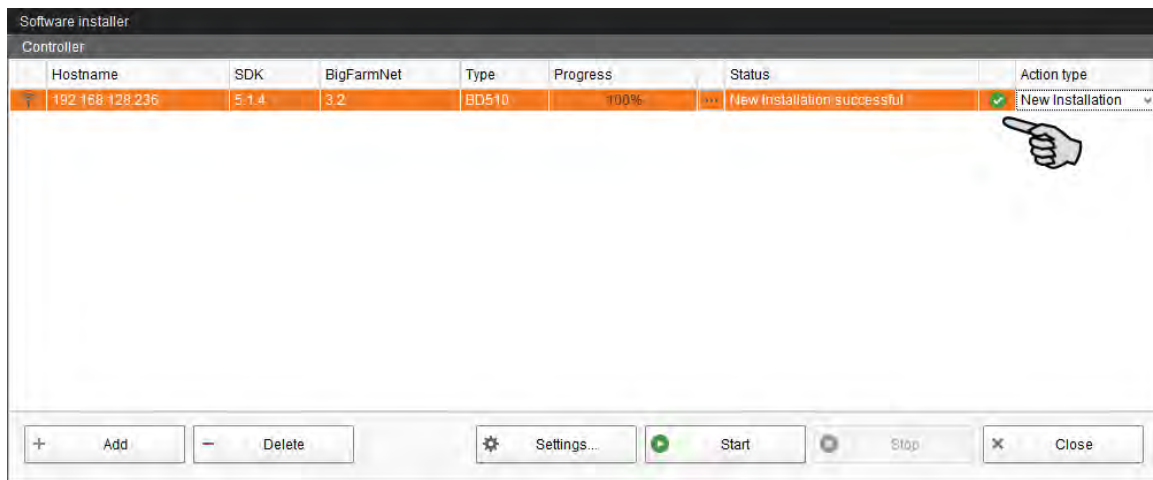 Software installer
Controller
Hostname SDK BigFarmNet Type Progress Status Action type
192.168.128.236 5.1.4 3.2 BD510 100% ... New Installation successful New Installation
Add Delete Settings... Start Stop Close